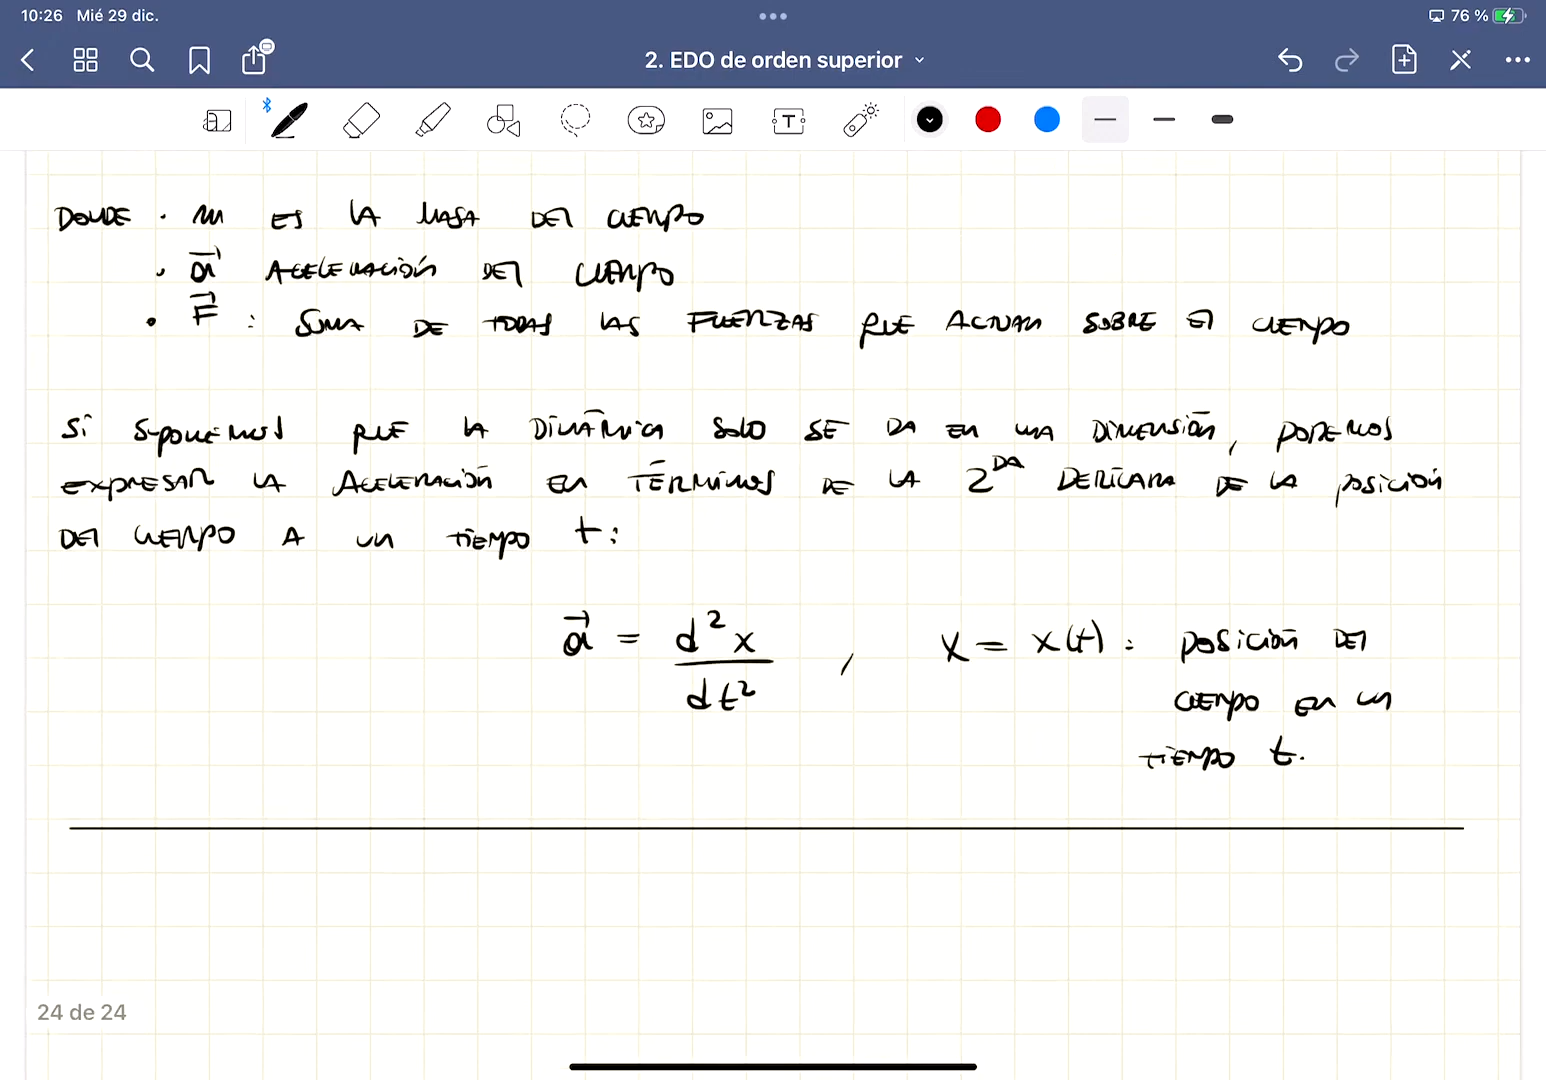 10:26 Mié 29 dic.
76 %
2. EDO de orden superior
DONDE · m ES LA MASA DEL CUERPO
· a⃗ ACELERACIÓN DEL CUERPO
· F⃗ : SUMA DE TODAS LAS FUERZAS QUE ACTUAN SOBRE EL CUERPO
SI SUPONEMOS QUE LA DINÁMICA SOLO SE DA EN UNA DIMENSIÓN, PODEMOS
EXPRESAR LA ACELERACIÓN EN TÉRMINOS DE LA 2DA DERIVADA DE LA POSICIÓN
DEL CUERPO A UN TIEMPO t:
a⃗ = d²x/dt² , x = x(t) : POSICIÓN DEL
CUERPO EN UN
TIEMPO t.
24 de 24